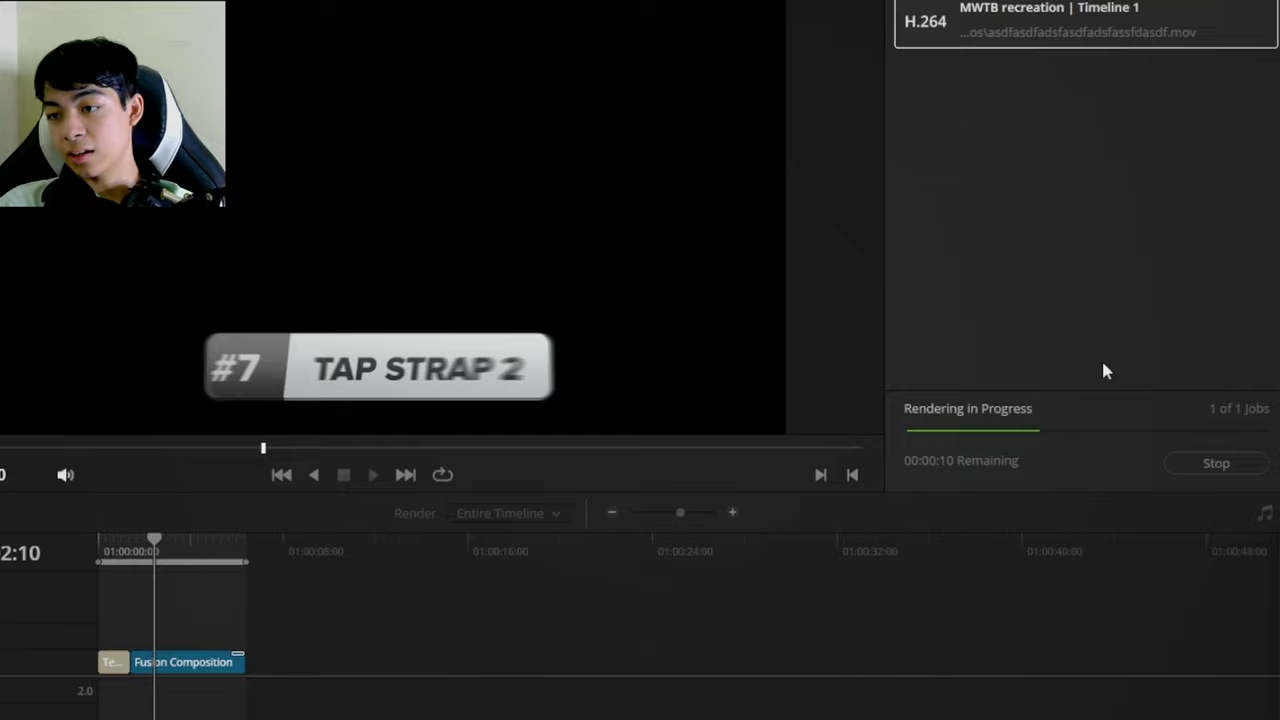 MWTB recreation | Timeline 1
H.264
...os\asdfasdfadsfasdfadsfassfdasdf.mov
#7 TAP STRAP 2
Rendering in Progress 1 of 1 Jobs
00:00:10 Remaining Stop
0
Render Entire Timeline
2:10
01:00:00:00 01:00:08:00 01:00:16:00 01:00:24:00 01:00:32:00 01:00:40:00 01:00:48:00
Te... Fusion Composition
2.0